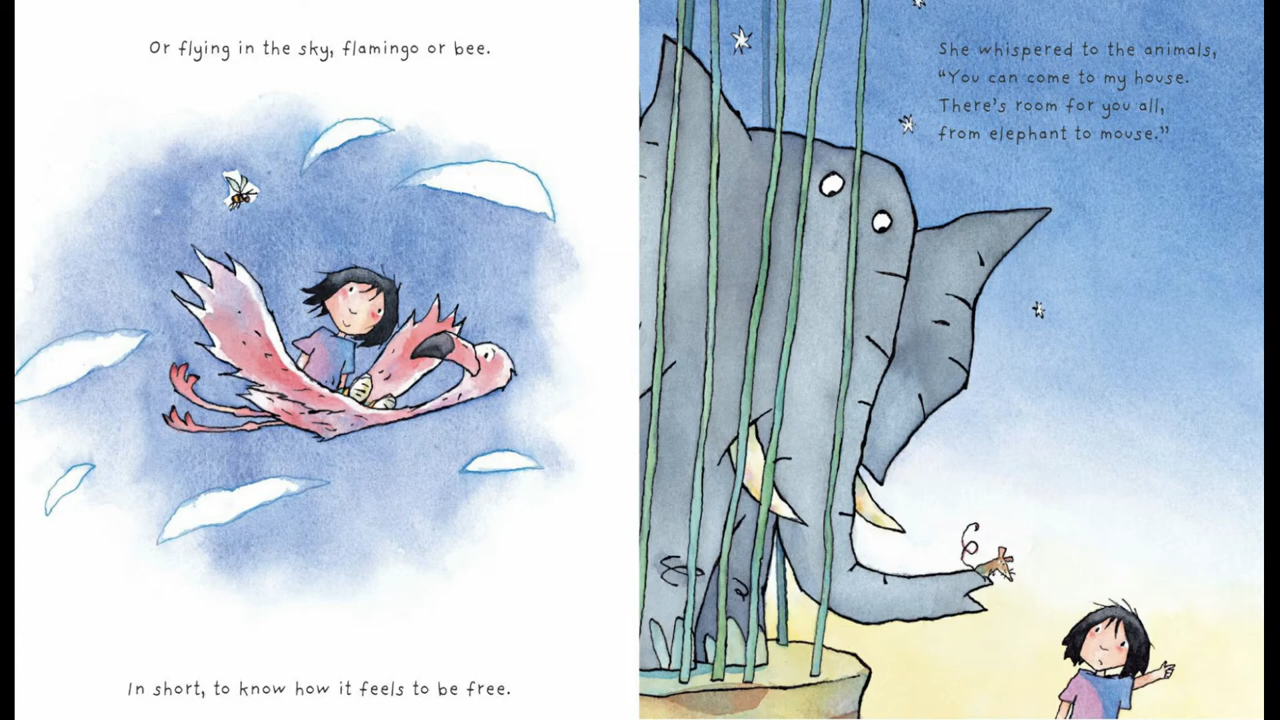 Or flying in the sky, flamingo or bee.
In short, to know how it feels to be free.
She whispered to the animals,
“You can come to my house.
There’s room for you all,
from elephant to mouse.”